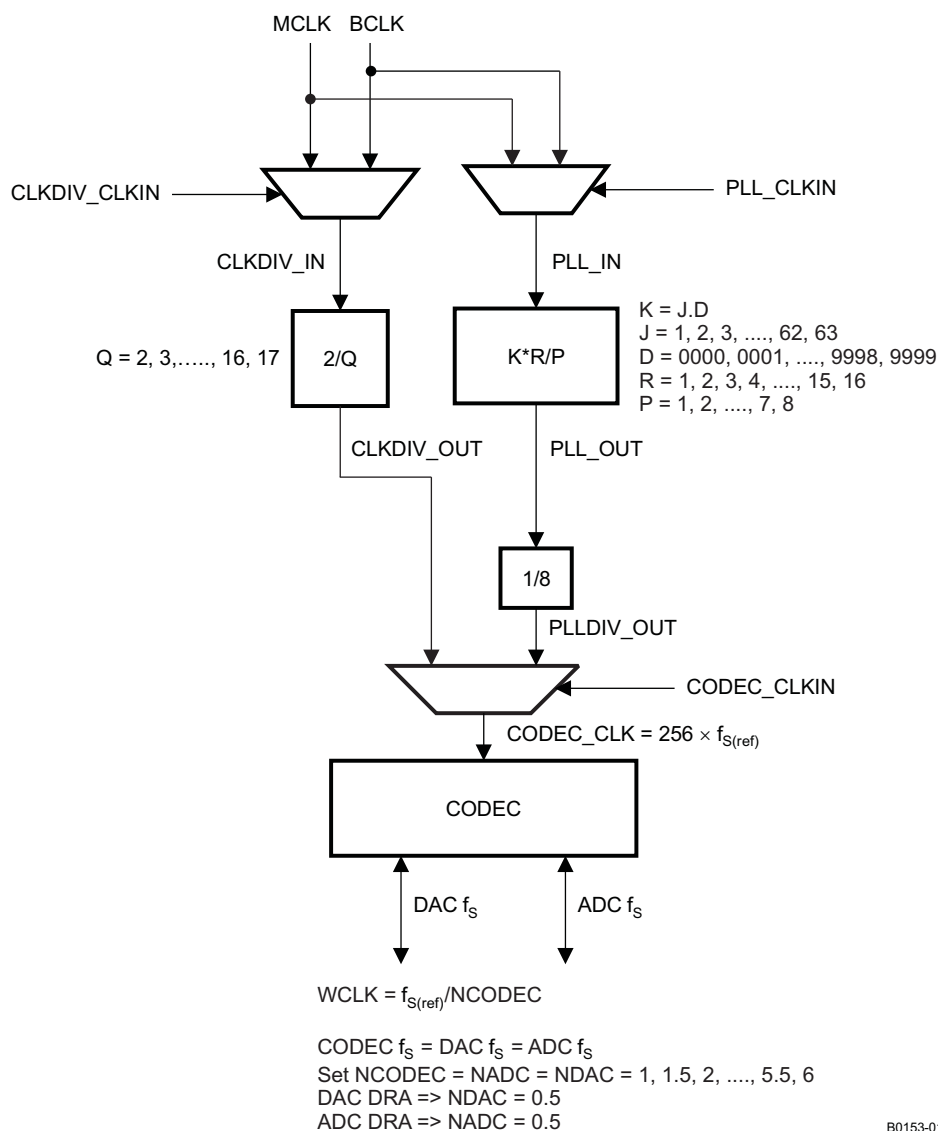 MCLK BCLK
CLKDIV_CLKIN
PLL_CLKIN
CLKDIV_IN
PLL_IN
Q = 2, 3,....., 16, 17
2/Q
K*R/P
K = J.D
J = 1, 2, 3, ...., 62, 63
D = 0000, 0001, ...., 9998, 9999
R = 1, 2, 3, 4, ...., 15, 16
P = 1, 2, ...., 7, 8
CLKDIV_OUT
PLL_OUT
1/8
PLLDIV_OUT
CODEC_CLKIN
CODEC_CLK = 256 × fS(ref)
CODEC
DAC fS
ADC fS
WCLK = fS(ref)/NCODEC
CODEC fS = DAC fS = ADC fS
Set NCODEC = NADC = NDAC = 1, 1.5, 2, ...., 5.5, 6
DAC DRA => NDAC = 0.5
ADC DRA => NADC = 0.5